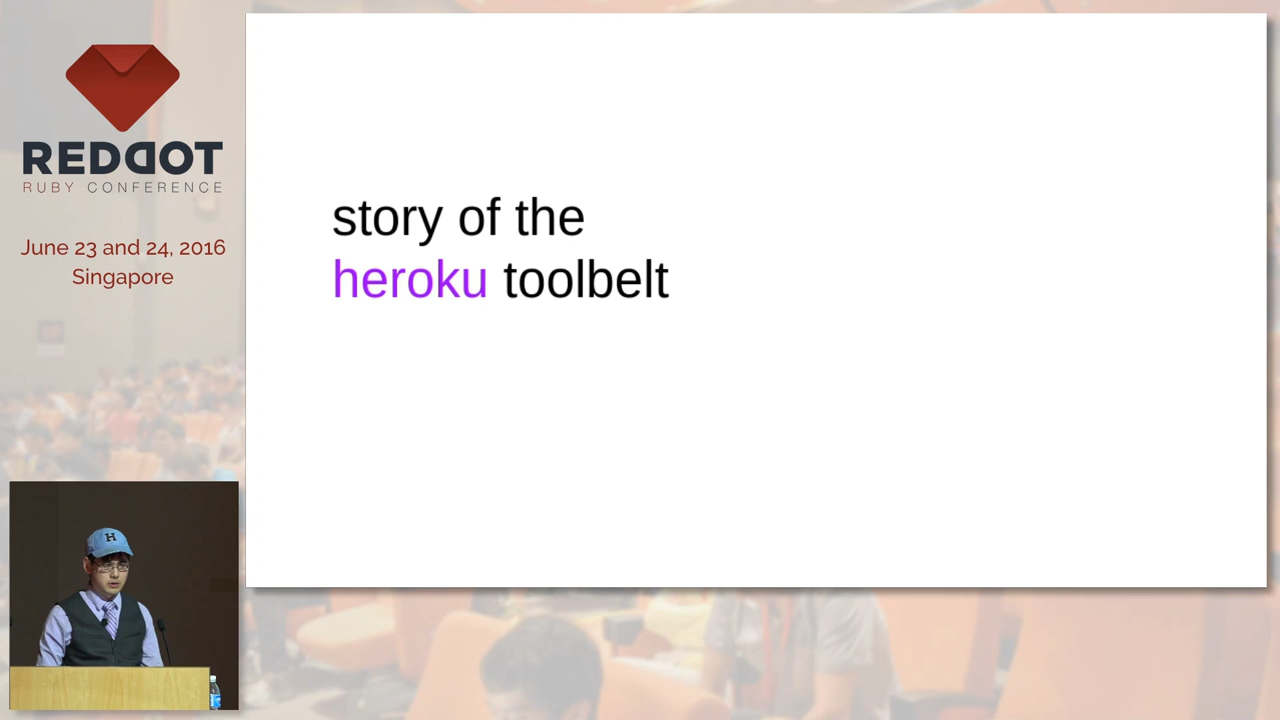 REDDOT
RUBY CONFERENCE
June 23 and 24, 2016
Singapore
story of the
heroku toolbelt
H